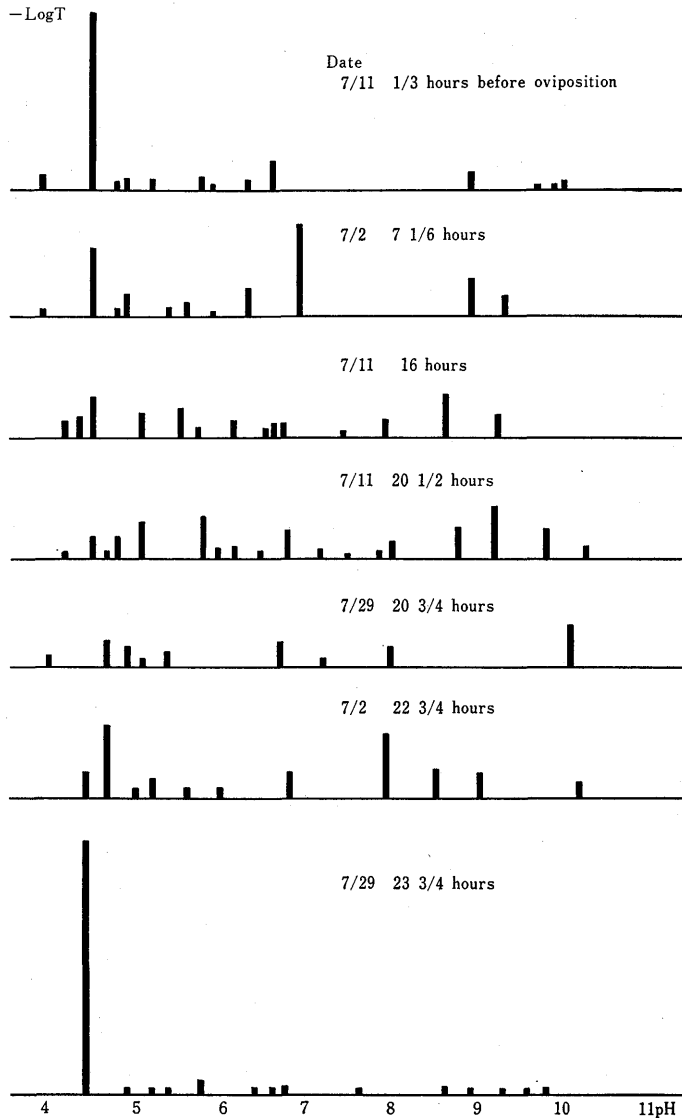 −LogT
Date
7/11 1/3 hours before oviposition
7/2 7 1/6 hours
7/11 16 hours
7/11 20 1/2 hours
7/29 20 3/4 hours
7/2 22 3/4 hours
7/29 23 3/4 hours
4 5 6 7 8 9 10 11pH